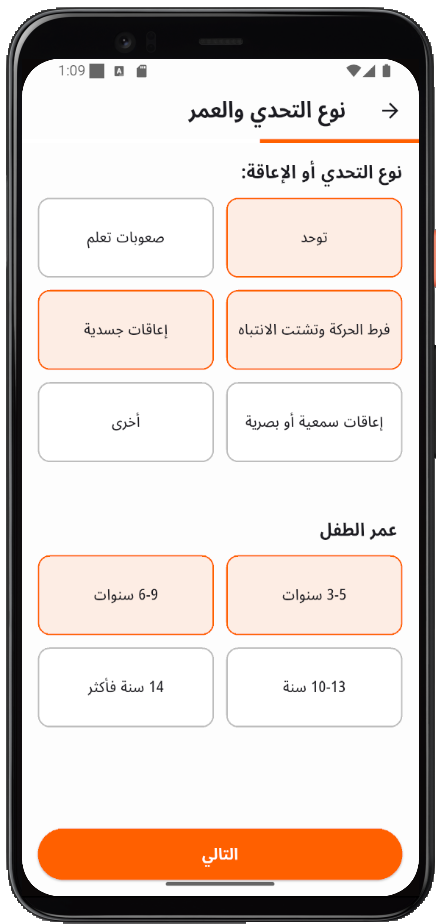 1:09
نوع التحدي والعمر
نوع التحدي أو الإعاقة:
توحد
صعوبات تعلم
فرط الحركة وتشتت الانتباه
إعاقات جسدية
إعاقات سمعية أو بصرية
أخرى
عمر الطفل
3-5 سنوات
6-9 سنوات
10-13 سنة
14 سنة فأكثر
التالي